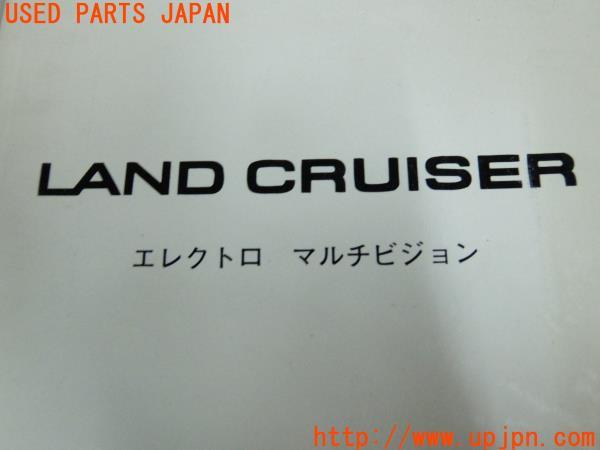 USED PARTS JAPAN
LAND CRUISER
エレクトロ　マルチビジョン
http://www.upjpn.com